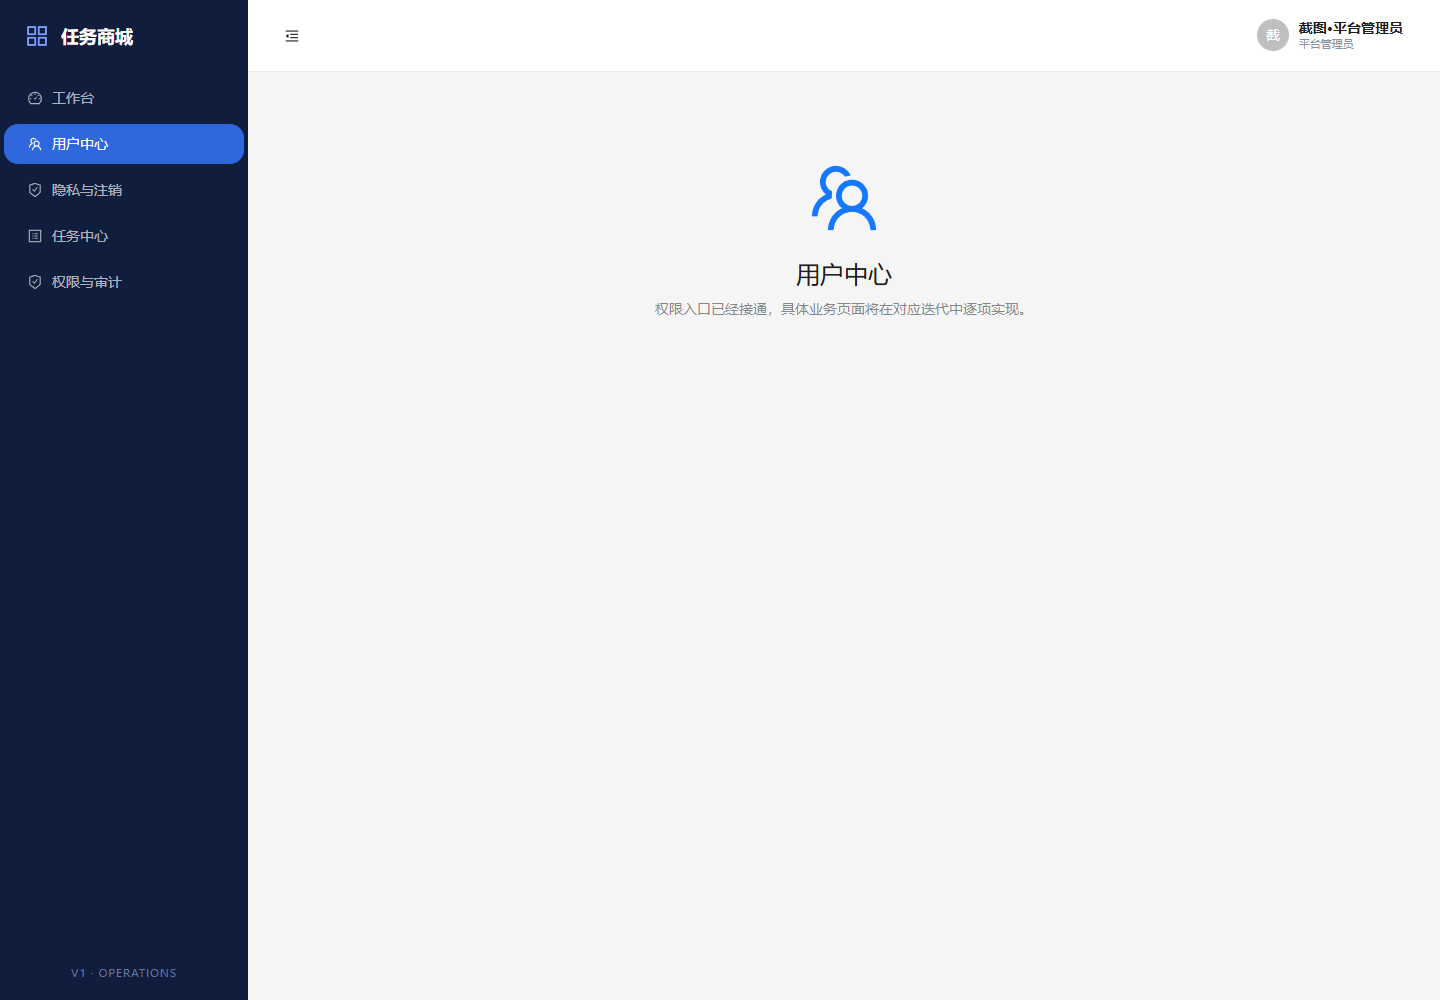 任务商城
工作台
用户中心
隐私与注销
任务中心
权限与审计
V1 · OPERATIONS
截
截图•平台管理员
平台管理员
用户中心
权限入口已经接通，具体业务页面将在对应迭代中逐项实现。